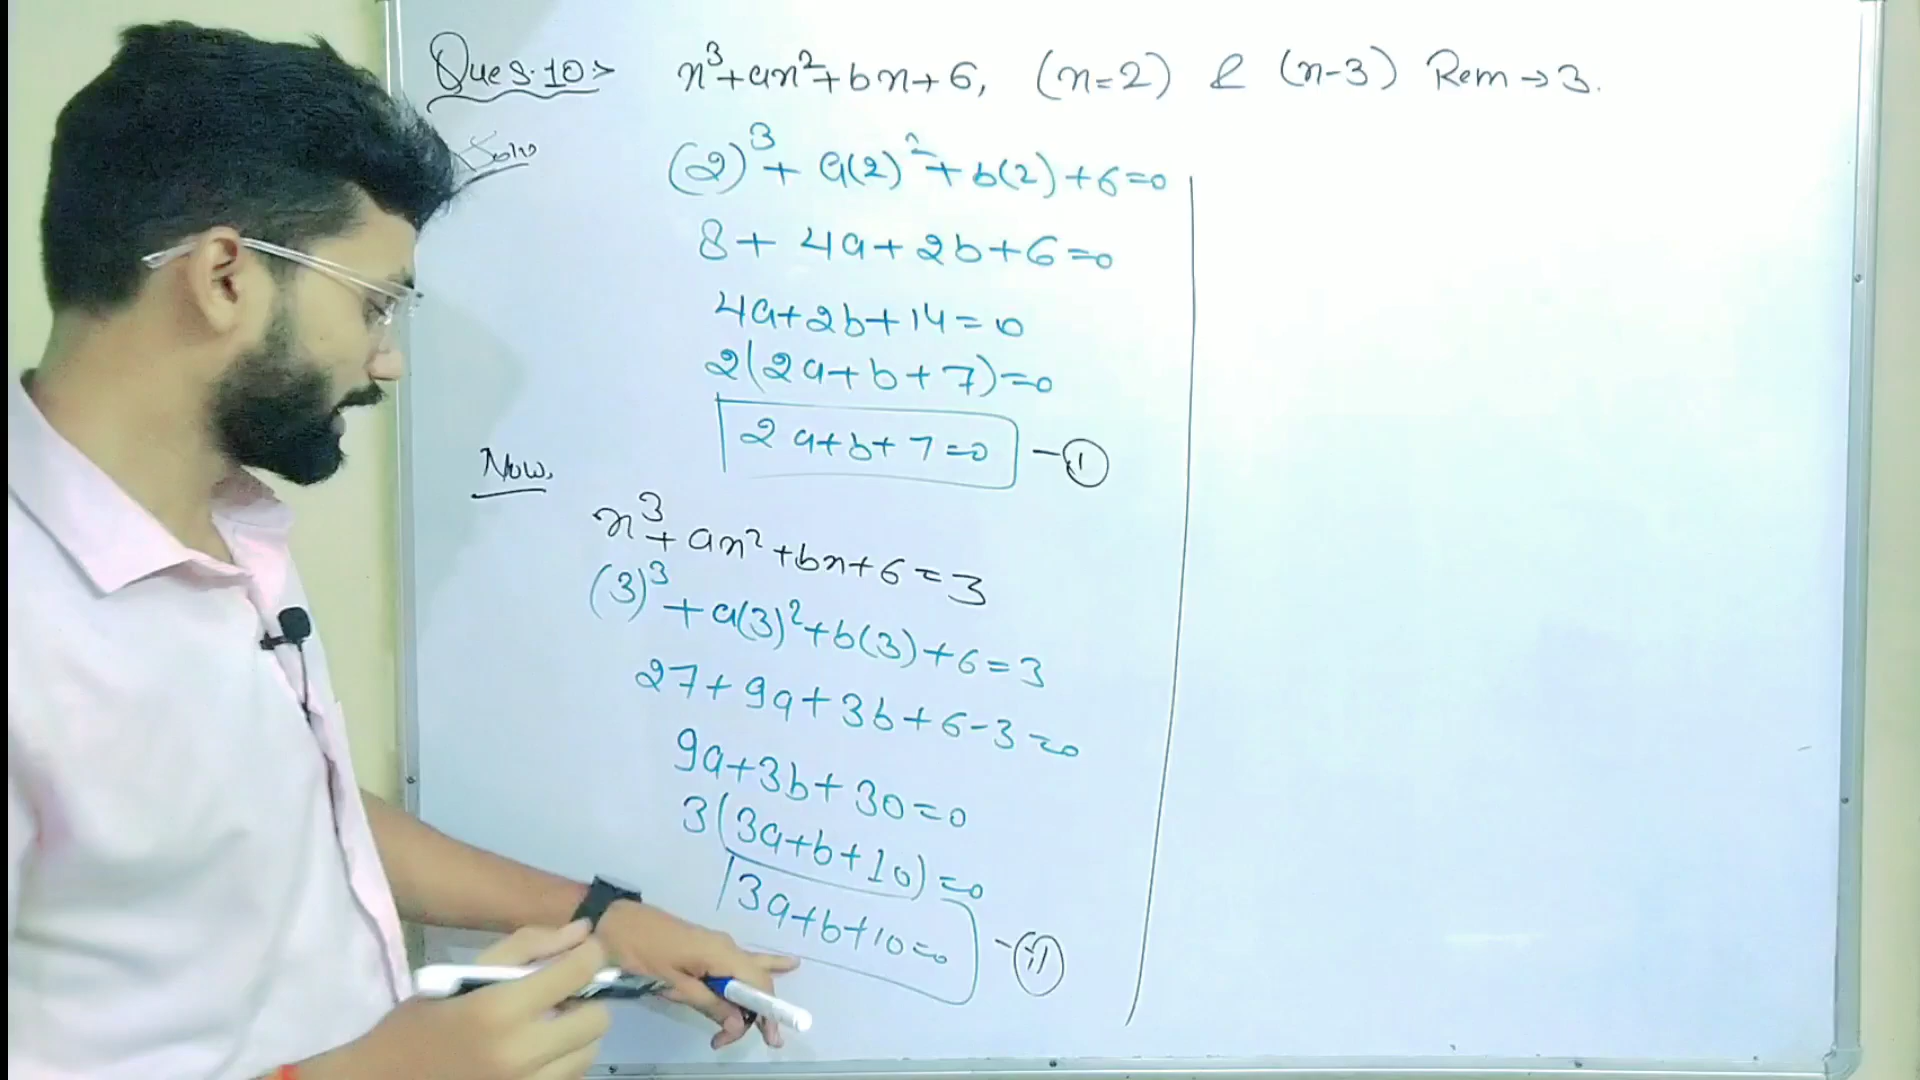 Ques.10:> x³+ax²+bx+6, (x=2) & (x-3) Rem → 3.
Soln
(2)³ + a(2)² + b(2) + 6 = 0
8 + 4a + 2b + 6 = 0
4a + 2b + 14 = 0
2(2a + b + 7) = 0
2a + b + 7 = 0 - ①
Now,
x³ + ax² + bx + 6 = 3
(3)³ + a(3)² + b(3) + 6 = 3
27 + 9a + 3b + 6 - 3 = 0
9a + 3b + 30 = 0
3(3a + b + 10) = 0
3a + b + 10 = 0 - (ii)